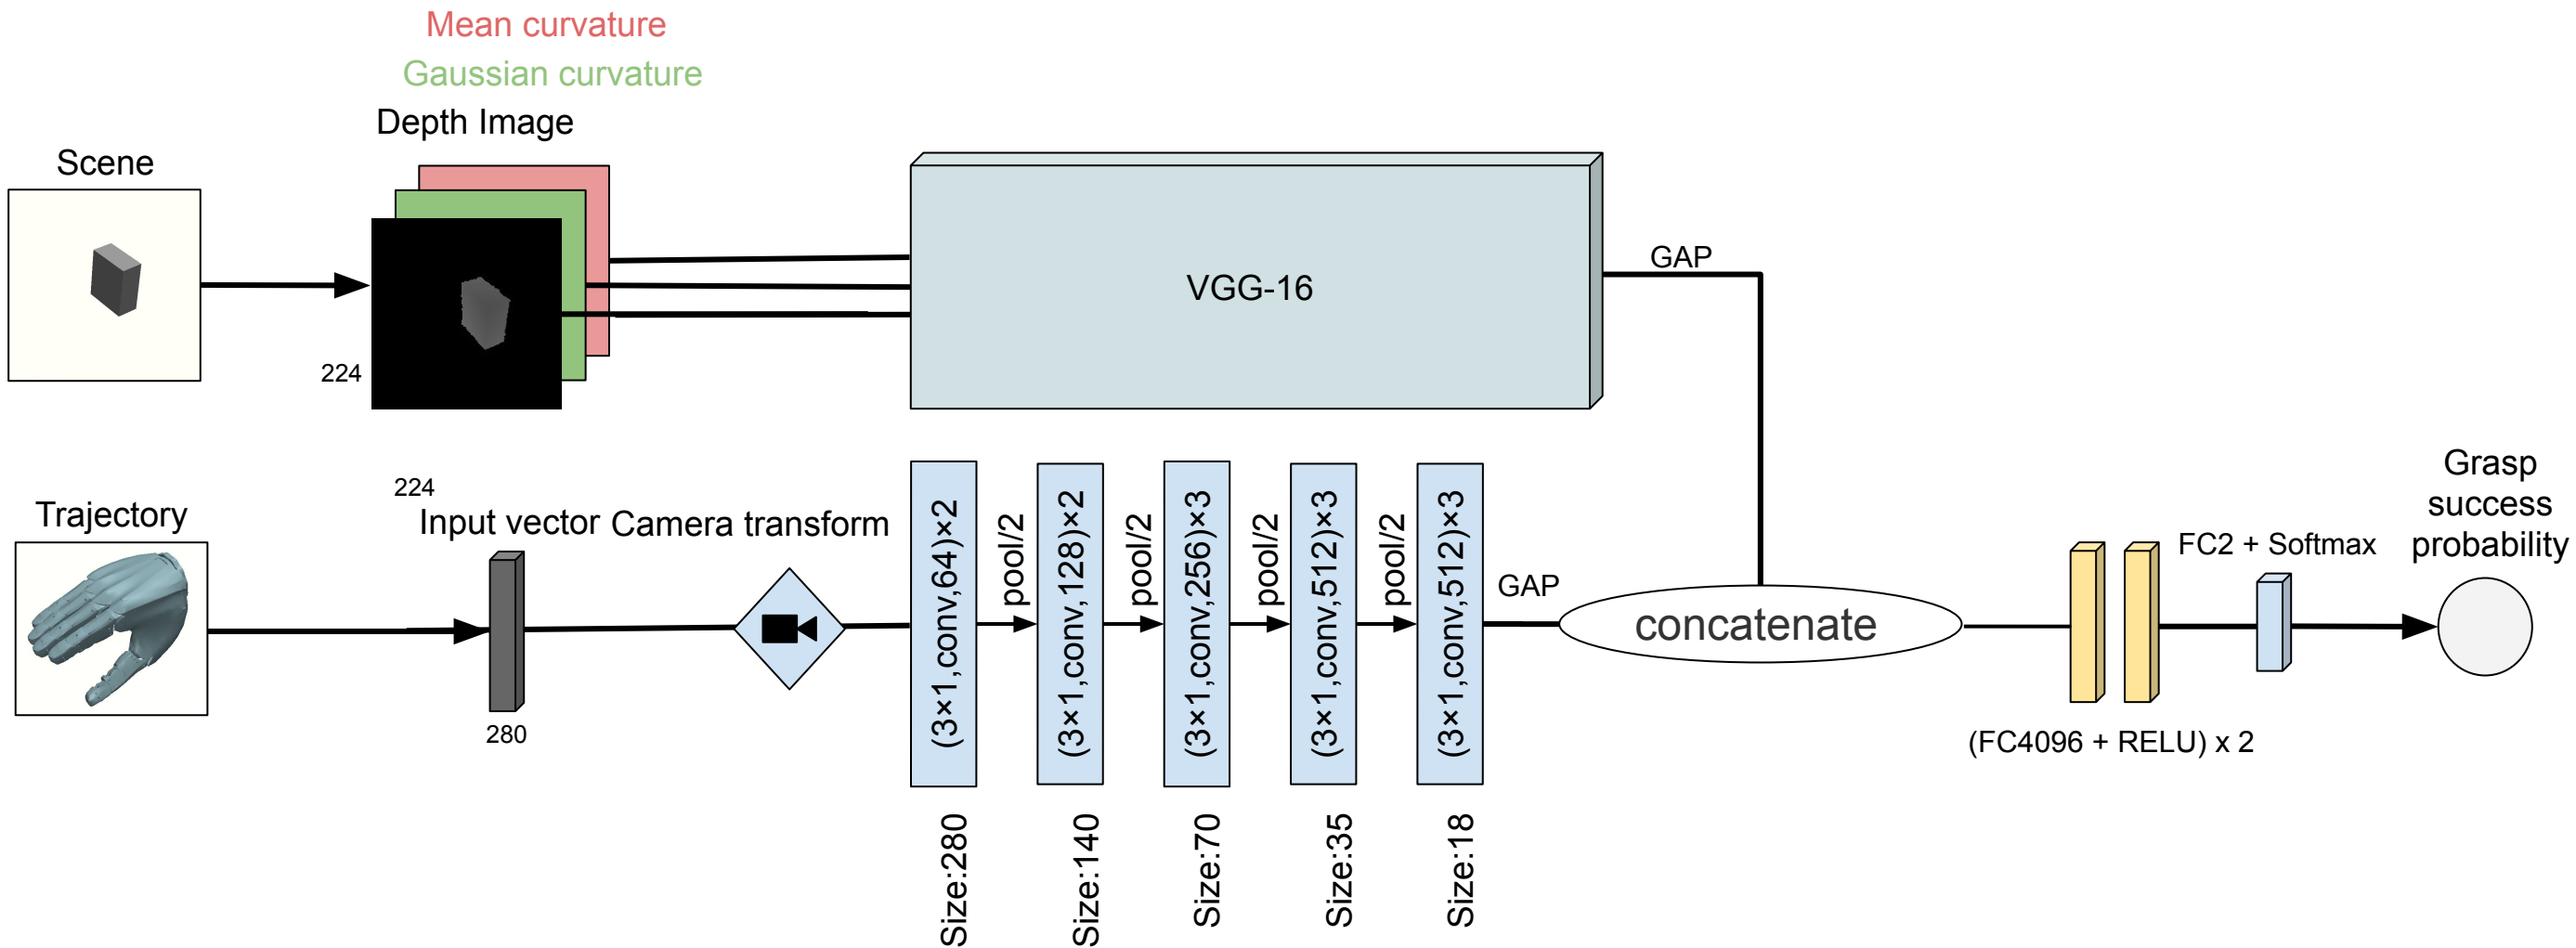 Mean curvature
Gaussian curvature
Depth Image
Scene
224
224
VGG-16
GAP
Trajectory
Input vector
280
Camera transform
(3×1,conv,64)×2
pool/2
(3×1,conv,128)×2
pool/2
(3×1,conv,256)×3
pool/2
(3×1,conv,512)×3
pool/2
(3×1,conv,512)×3
Size:280
Size:140
Size:70
Size:35
Size:18
GAP
concatenate
(FC4096 + RELU) x 2
FC2 + Softmax
Grasp
success
probability